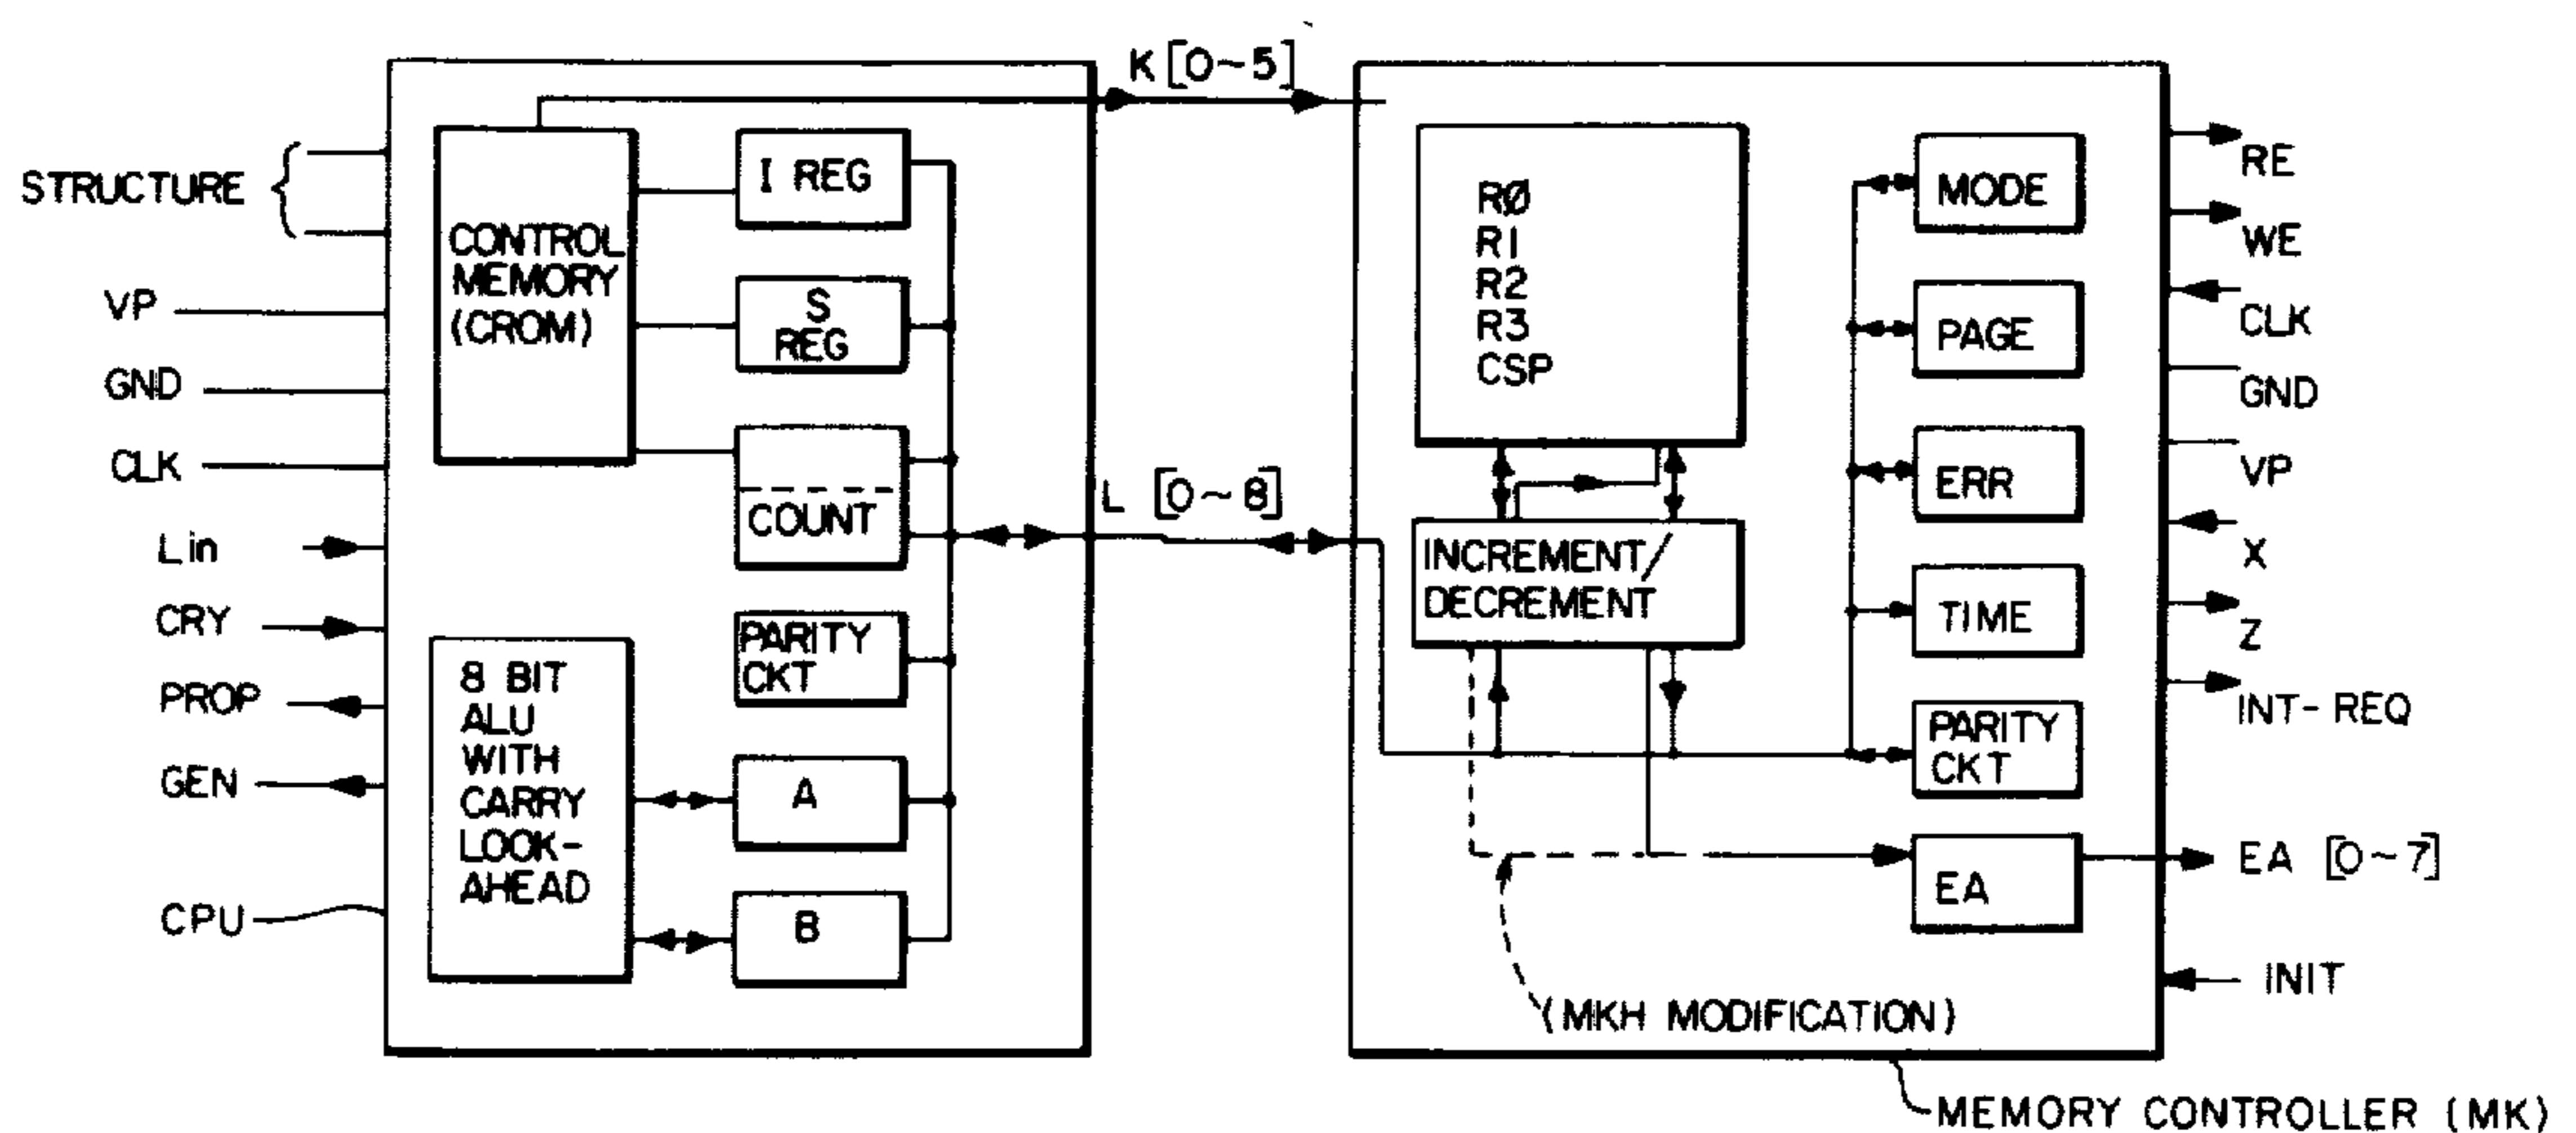 K [0~5]
STRUCTURE
VP
GND
CLK
Lin
CRY
PROP
GEN
CPU
CONTROL
MEMORY
(CROM)
I REG
S
REG
COUNT
PARITY
CKT
8 BIT
ALU
WITH
CARRY
LOOK-
AHEAD
A
B
L [0~8]
RØ
R1
R2
R3
CSP
INCREMENT/
DECREMENT
MODE
PAGE
ERR
TIME
PARITY
CKT
EA
(MKH MODIFICATION)
RE
WE
CLK
GND
VP
X
Z
INT-REQ
EA [0~7]
INIT
MEMORY CONTROLLER (MK)